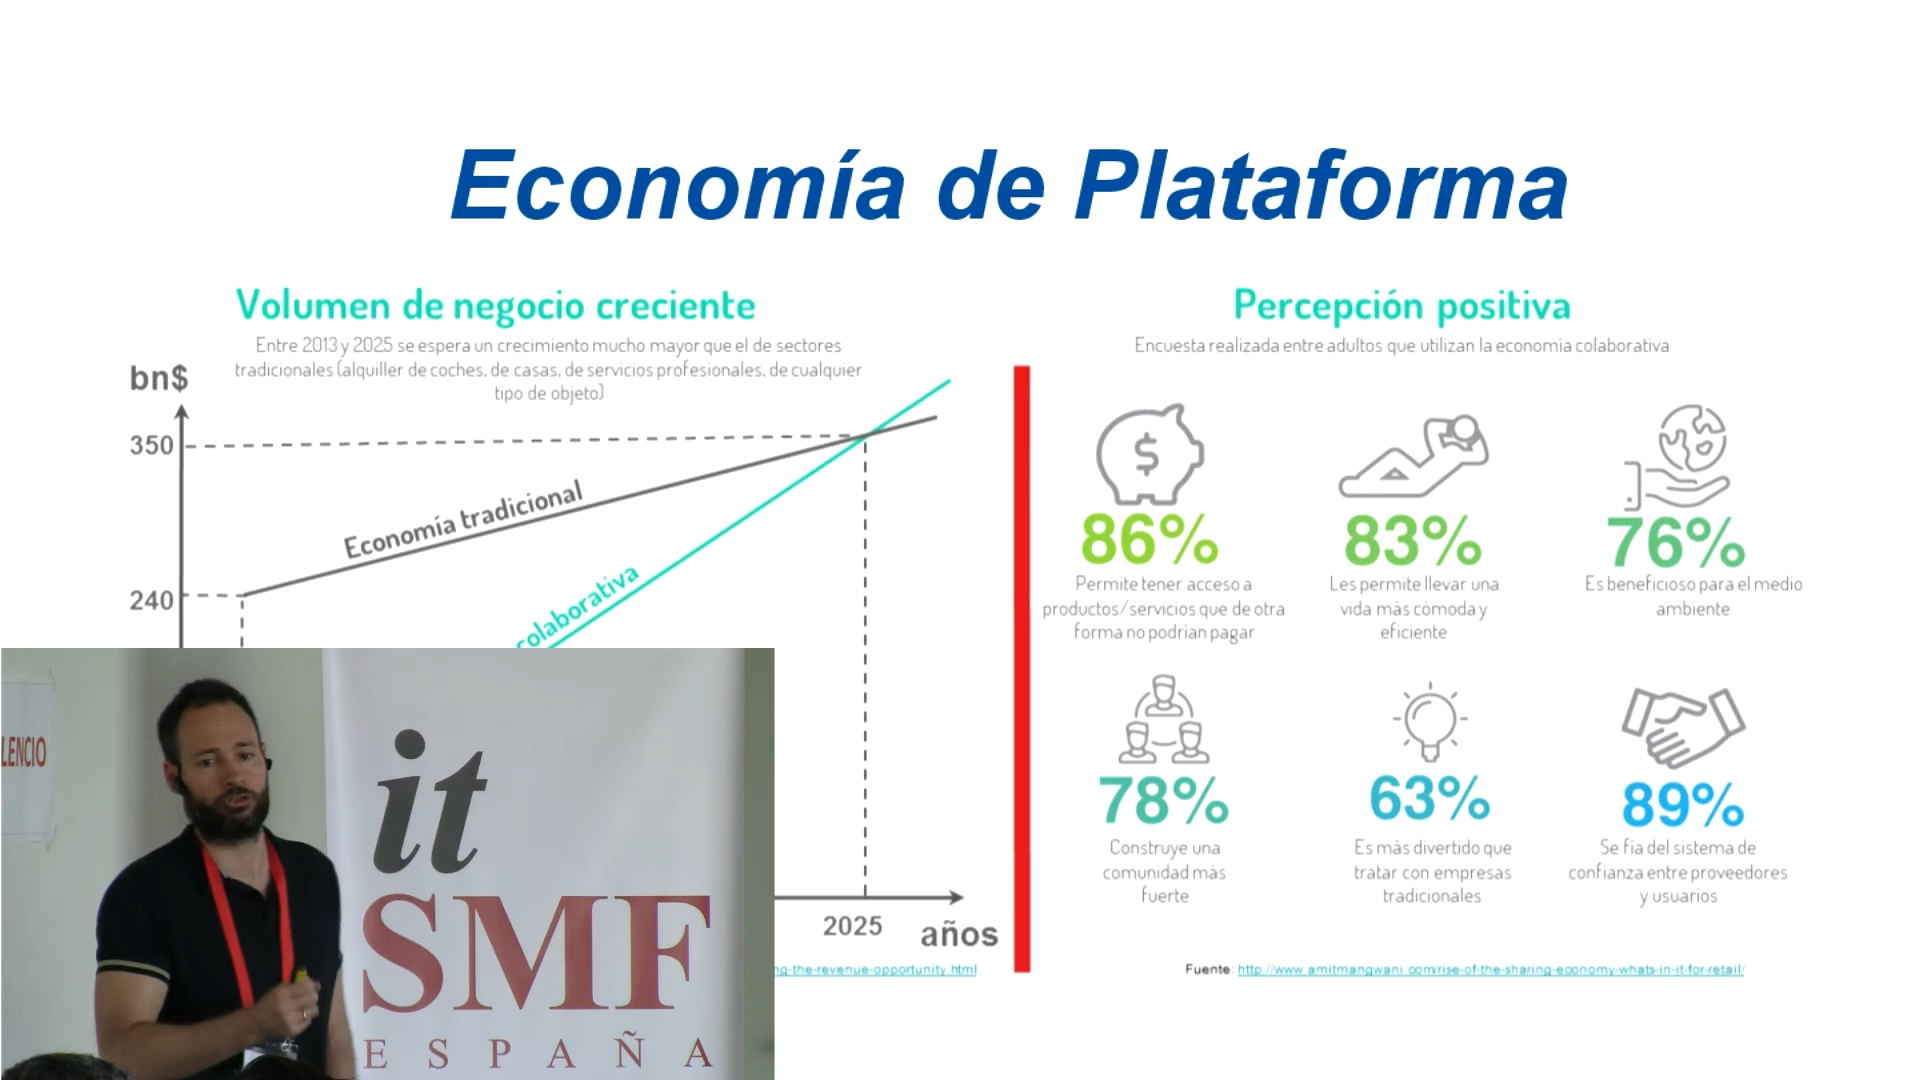 Economía de Plataforma
Volumen de negocio creciente
Entre 2013 y 2025 se espera un crecimiento mucho mayor que el de sectores
tradicionales (alquiller de coches, de casas, de servicios profesionales, de cualquier
tipo de objeto)
bn$
350
240
Economía tradicional
colaborativa
2025
años
ng-the-revenue-opportunity.html
Percepción positiva
Encuesta realizada entre adultos que utilizan la economia colaborativa
86%
Permite tener acceso a
productos/servicios que de otra
forma no podrian pagar
83%
Les permite llevar una
vida más cómoda y
eficiente
76%
Es beneficioso para el medio
ambiente
78%
Construye una
comunidad más
fuerte
63%
Es más divertido que
tratar con empresas
tradicionales
89%
Se fia del sistema de
confianza entre proveedores
y usuarios
Fuente: http://www.amitmangwani.com/rise-of-the-sharing-economy-whats-in-it-for-retail/
LENCIO
it
SMF
ESPAÑA